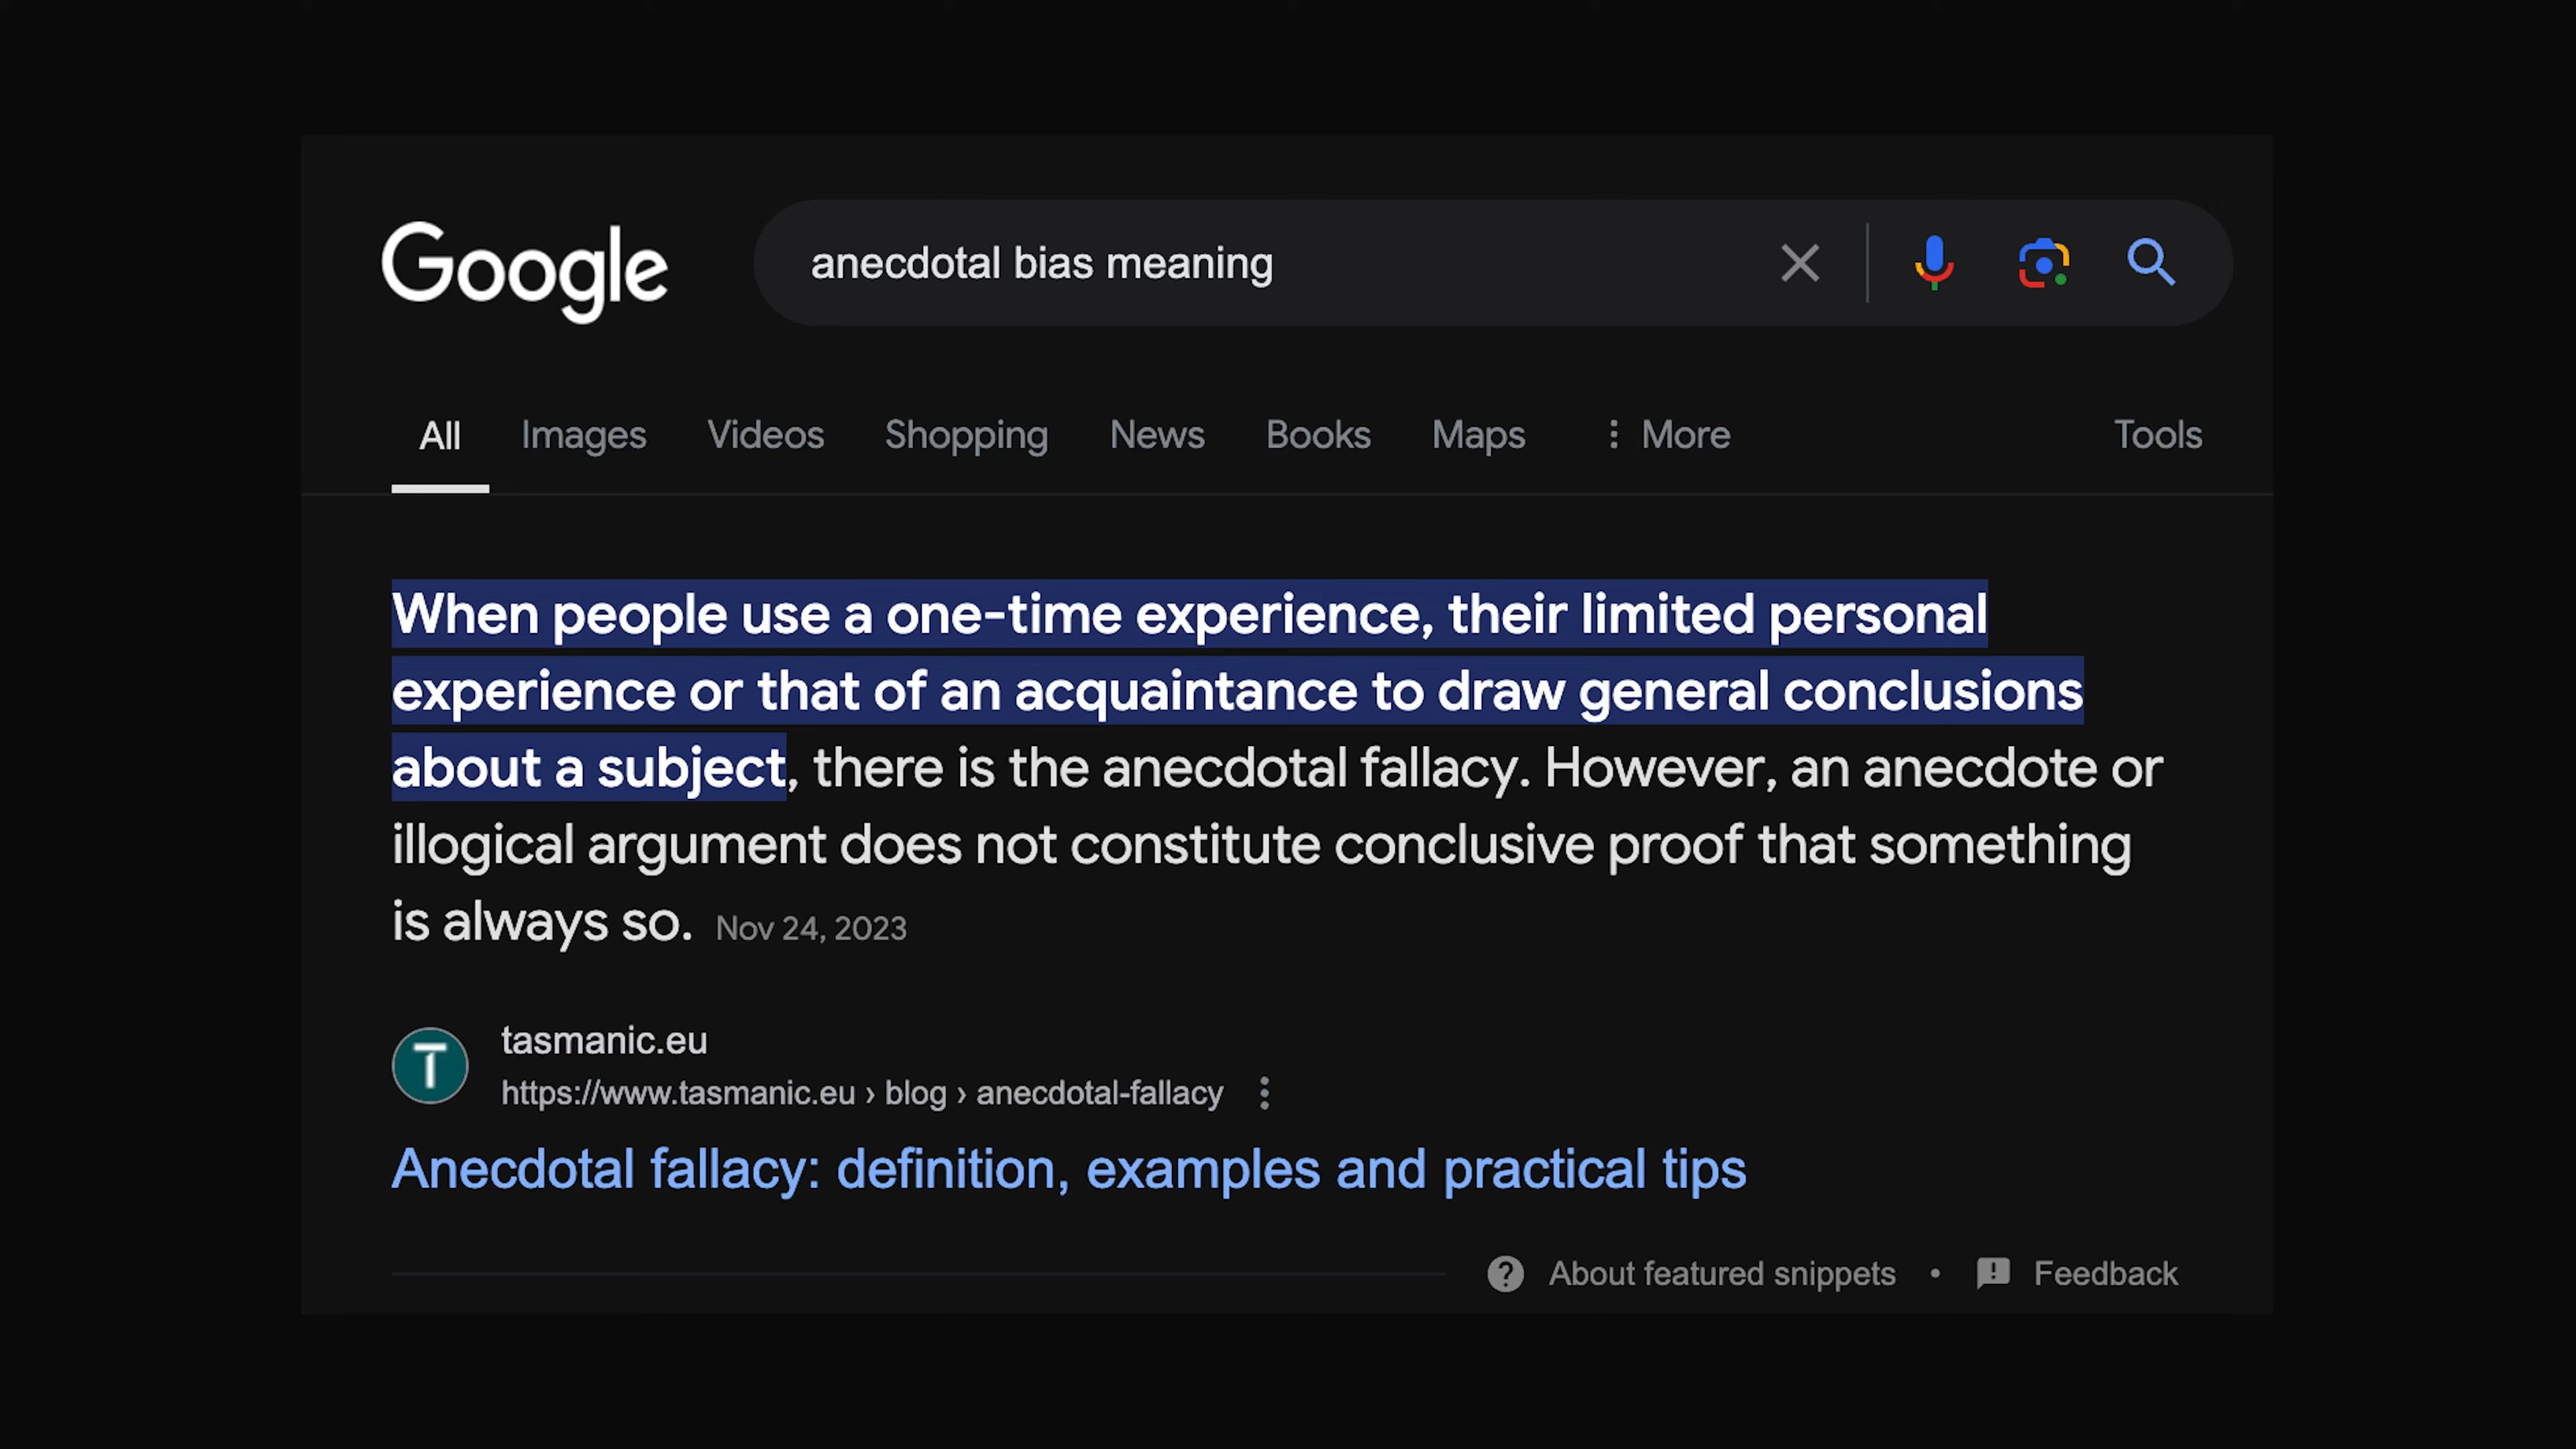 Google
anecdotal bias meaning
All Images Videos Shopping News Books Maps More Tools
When people use a one-time experience, their limited personal
experience or that of an acquaintance to draw general conclusions
about a subject, there is the anecdotal fallacy. However, an anecdote or
illogical argument does not constitute conclusive proof that something
is always so. Nov 24, 2023
T
tasmanic.eu
https://www.tasmanic.eu › blog › anecdotal-fallacy
Anecdotal fallacy: definition, examples and practical tips
About featured snippets • Feedback